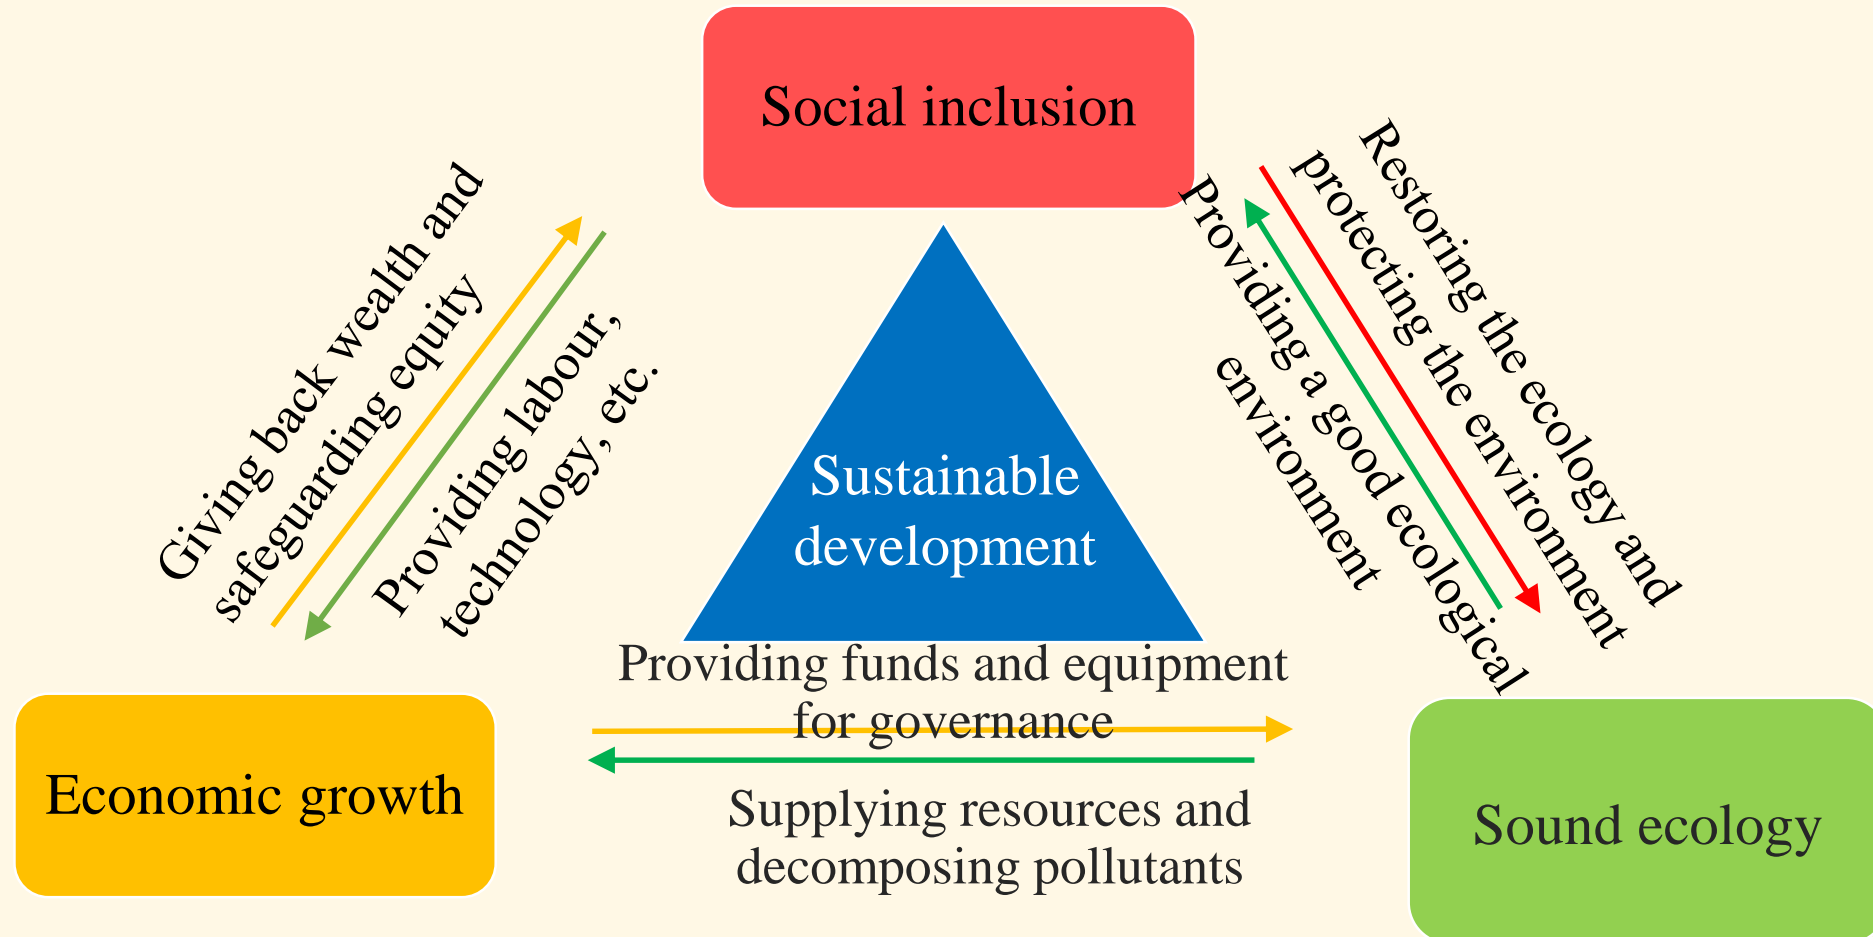 Social inclusion
Giving back wealth and
safeguarding equity
Providing labour,
technology, etc.
Restoring the ecology and
protecting the environment
Providing a good ecological
environment
Sustainable
development
Providing funds and equipment
for governance
Supplying resources and
decomposing pollutants
Economic growth
Sound ecology